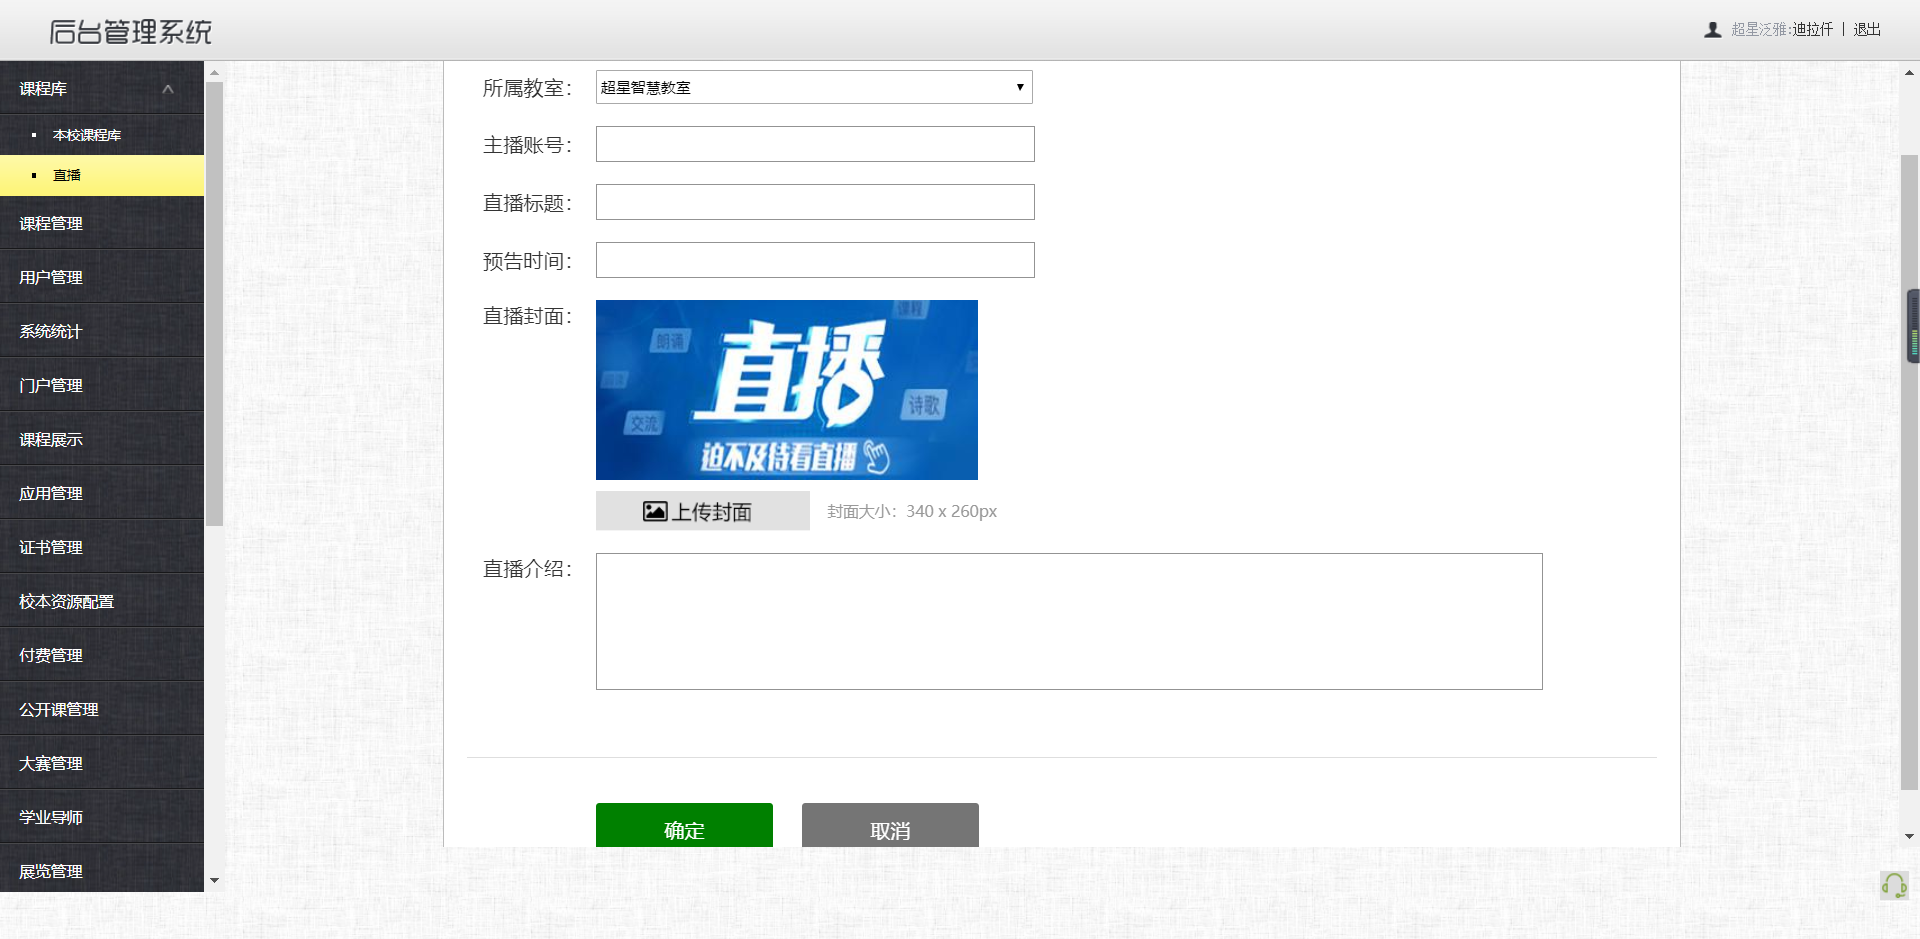 后台管理系统
超星泛雅:迪拉仟 | 退出
课程库
本校课程库
直播
课程管理
用户管理
系统统计
门户管理
课程展示
应用管理
证书管理
校本资源配置
付费管理
公开课管理
大赛管理
学业导师
展览管理
所属教室：
超星智慧教室
主播账号：
直播标题：
预告时间：
直播封面：
课程
朗诵
直播
诗歌
交流
迫不及待看直播
上传封面
封面大小：340 x 260px
直播介绍：
确定
取消